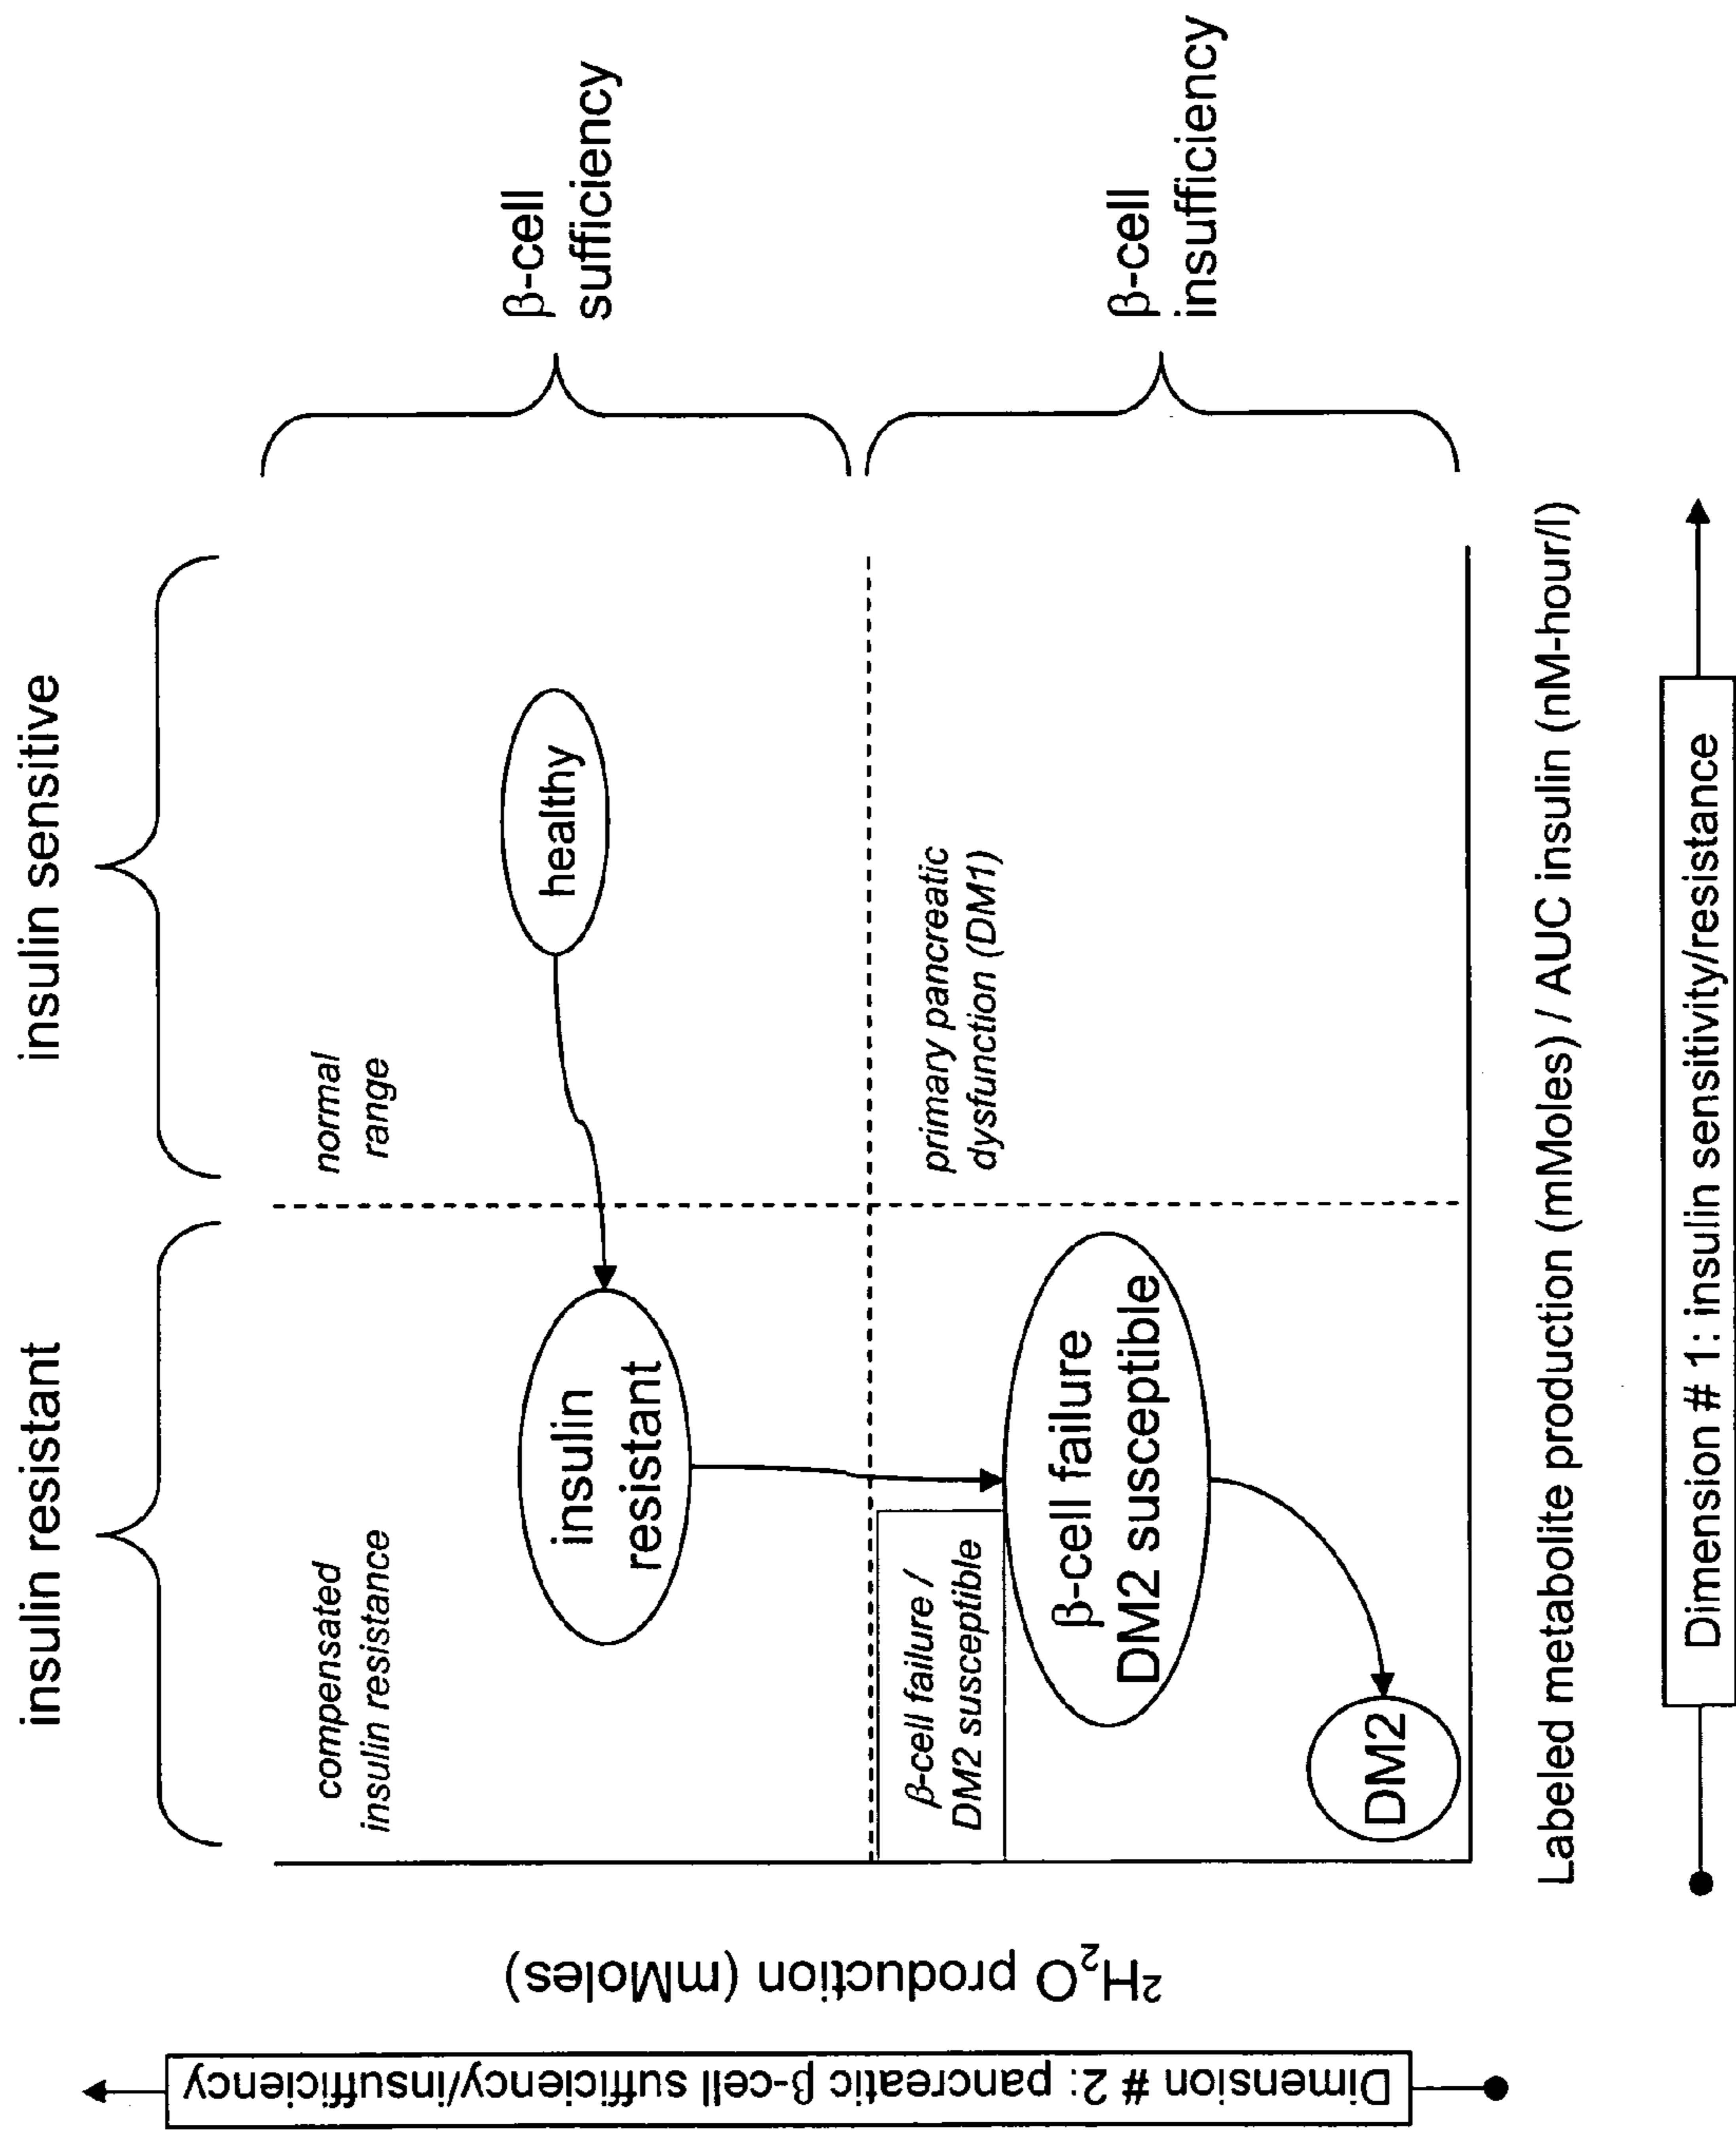 insulin resistant
insulin sensitive
compensated
insulin resistance
normal
range
insulin
resistant
healthy
β-cell
sufficiency
β-cell failure /
DM2 susceptible
primary pancreatic
dysfunction (DM1)
β-cell failure
DM2 susceptible
DM2
β-cell
insufficiency
Dimension # 2: pancreatic β-cell sufficiency/insufficiency
²H₂O production (mMoles)
Labeled metabolite production (mMoles) / AUC insulin (nM-hour/l)
Dimension # 1: insulin sensitivity/resistance